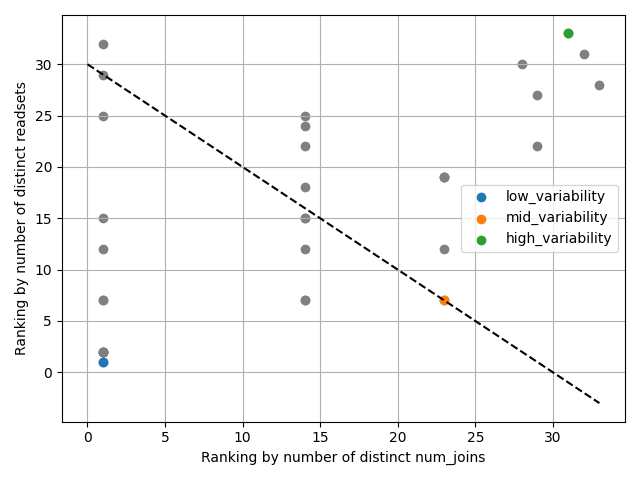 30
25
20
15
10
5
0
Ranking by number of distinct readsets
low_variability
mid_variability
high_variability
0 5 10 15 20 25 30
Ranking by number of distinct num_joins